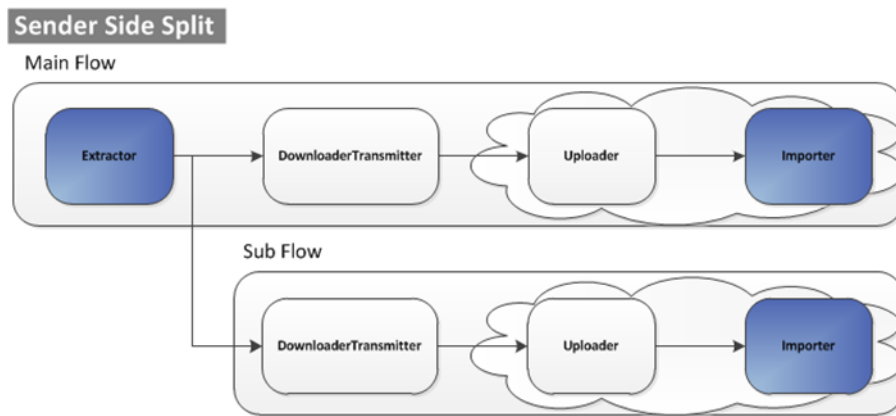 Sender Side Split
Main Flow
Extractor
DownloaderTransmitter
Uploader
Importer
Sub Flow
DownloaderTransmitter
Uploader
Importer